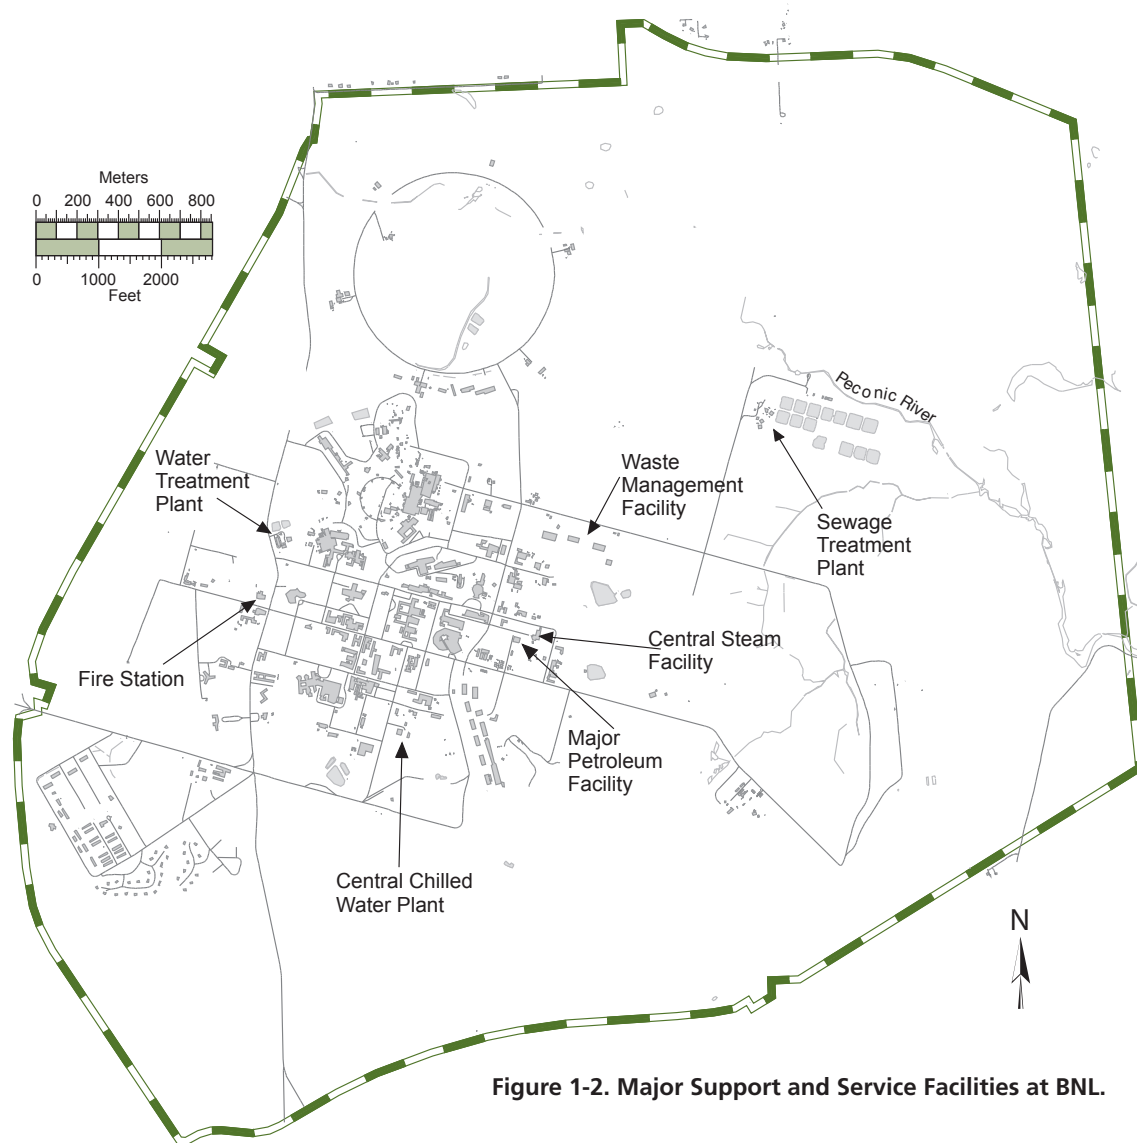 Meters
0 200 400 600 800
0 1000 2000
Feet
Peconic River
Water
Treatment
Plant
Waste
Management
Facility
Sewage
Treatment
Plant
Fire Station
Central Steam
Facility
Major
Petroleum
Facility
Central Chilled
Water Plant
N
Figure 1-2. Major Support and Service Facilities at BNL.